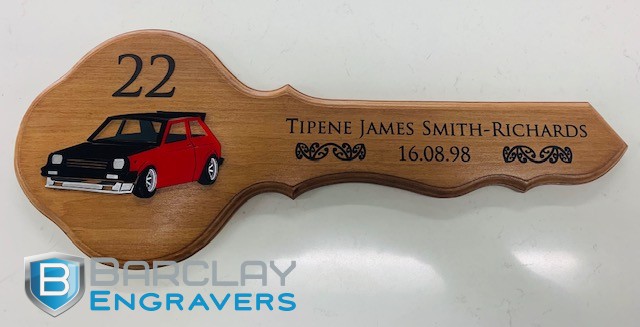 22
TIPENE JAMES SMITH-RICHARDS
16.08.98
B BARCLAY
ENGRAVERS